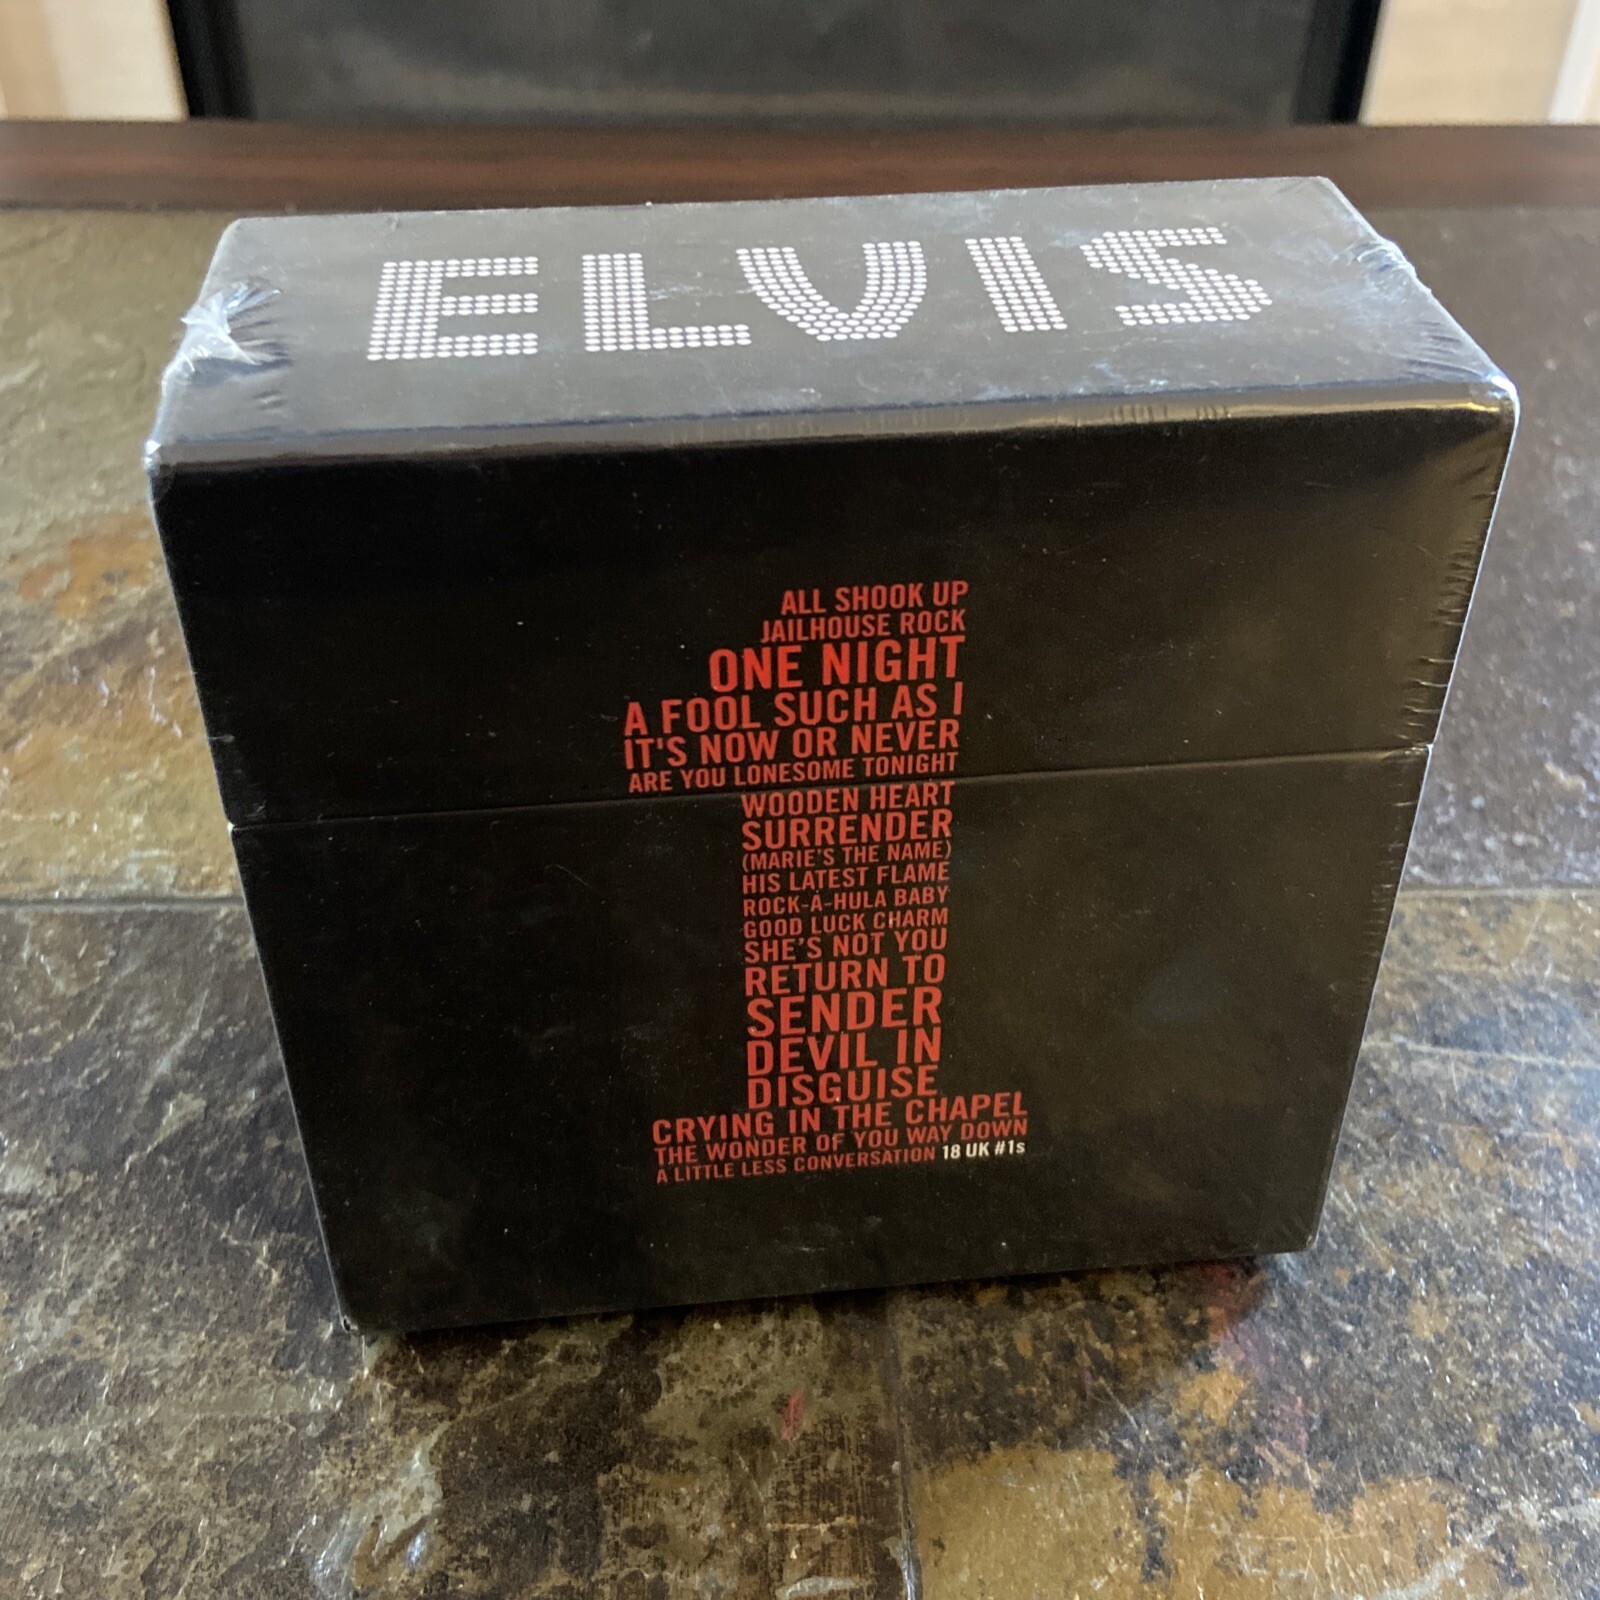 ELVIS
ALL SHOOK UP
JAILHOUSE ROCK
ONE NIGHT
A FOOL SUCH AS I
IT'S NOW OR NEVER
ARE YOU LONESOME TONIGHT
WOODEN HEART
SURRENDER
(MARIE'S THE NAME)
HIS LATEST FLAME
ROCK-A-HULA BABY
GOOD LUCK CHARM
SHE'S NOT YOU
RETURN TO
SENDER
DEVIL IN
DISGUISE
CRYING IN THE CHAPEL
THE WONDER OF YOU WAY DOWN
A LITTLE LESS CONVERSATION 18 UK #1s